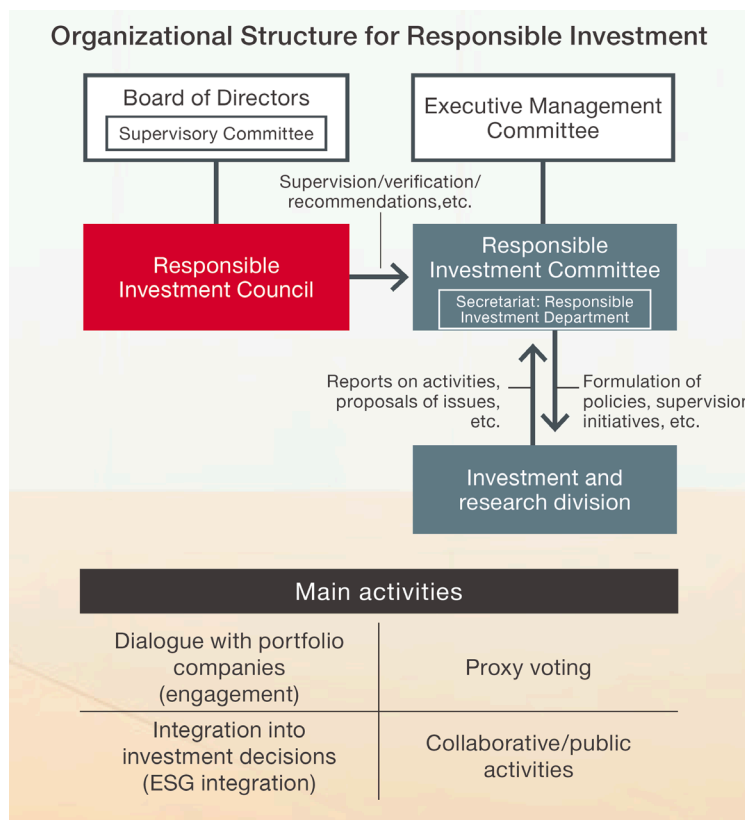 Organizational Structure for Responsible Investment
Board of Directors
Supervisory Committee
Executive Management
Committee
Supervision/verification/
recommendations,etc.
Responsible
Investment Council
Responsible
Investment Committee
Secretariat: Responsible
Investment Department
Reports on activities,
proposals of issues,
etc.
Formulation of
policies, supervision
initiatives, etc.
Investment and
research division
Main activities
Dialogue with portfolio
companies
(engagement)
Proxy voting
Integration into
investment decisions
(ESG integration)
Collaborative/public
activities